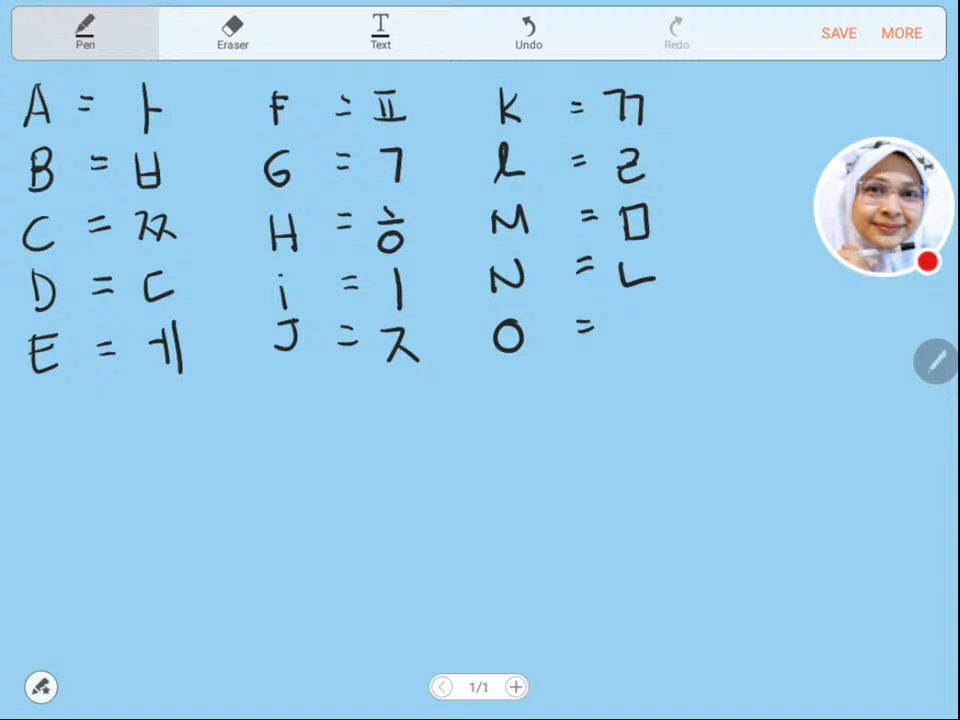 Pen Eraser Text Undo Redo SAVE MORE
A = ㅏ F = ㅍ K = ㄲ
B = ㅂ G = ㄱ l = ㄹ
C = ㅉ H = ㅎ M = ㅁ
D = ㄷ i = ㅣ N = ㄴ
E = ㅔ J = ㅈ O =
1/1